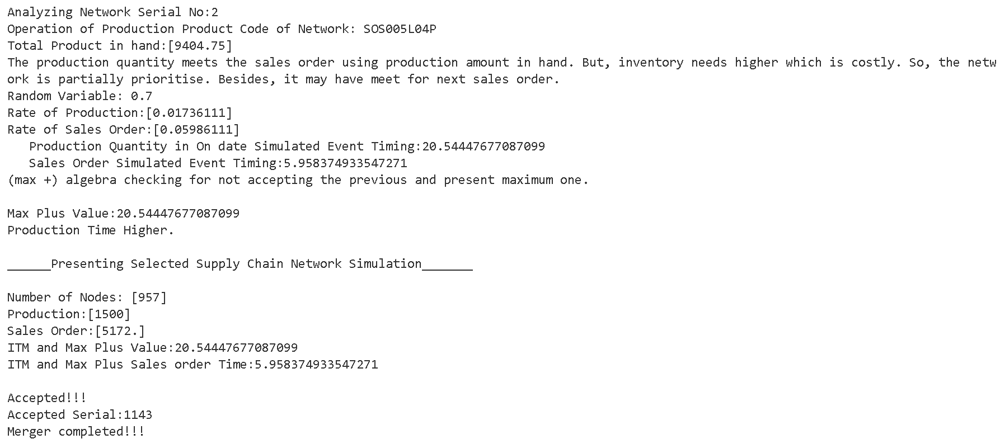 Analyzing Network Serial No:2
Operation of Production Product Code of Network: SOS005L04P
Total Product in hand:[9404.75]
The production quantity meets the sales order using production amount in hand. But, inventory needs higher which is costly. So, the netw
ork is partially prioritise. Besides, it may have meet for next sales order.
Random Variable: 0.7
Rate of Production:[0.01736111]
Rate of Sales Order:[0.05986111]
   Production Quantity in On date Simulated Event Timing:20.54447677087099
   Sales Order Simulated Event Timing:5.958374933547271
(max +) algebra checking for not accepting the previous and present maximum one.
Max Plus Value:20.54447677087099
Production Time Higher.
______Presenting Selected Supply Chain Network Simulation_______
Number of Nodes: [957]
Production:[1500]
Sales Order:[5172.]
ITM and Max Plus Value:20.54447677087099
ITM and Max Plus Sales order Time:5.958374933547271
Accepted!!!
Accepted Serial:1143
Merger completed!!!